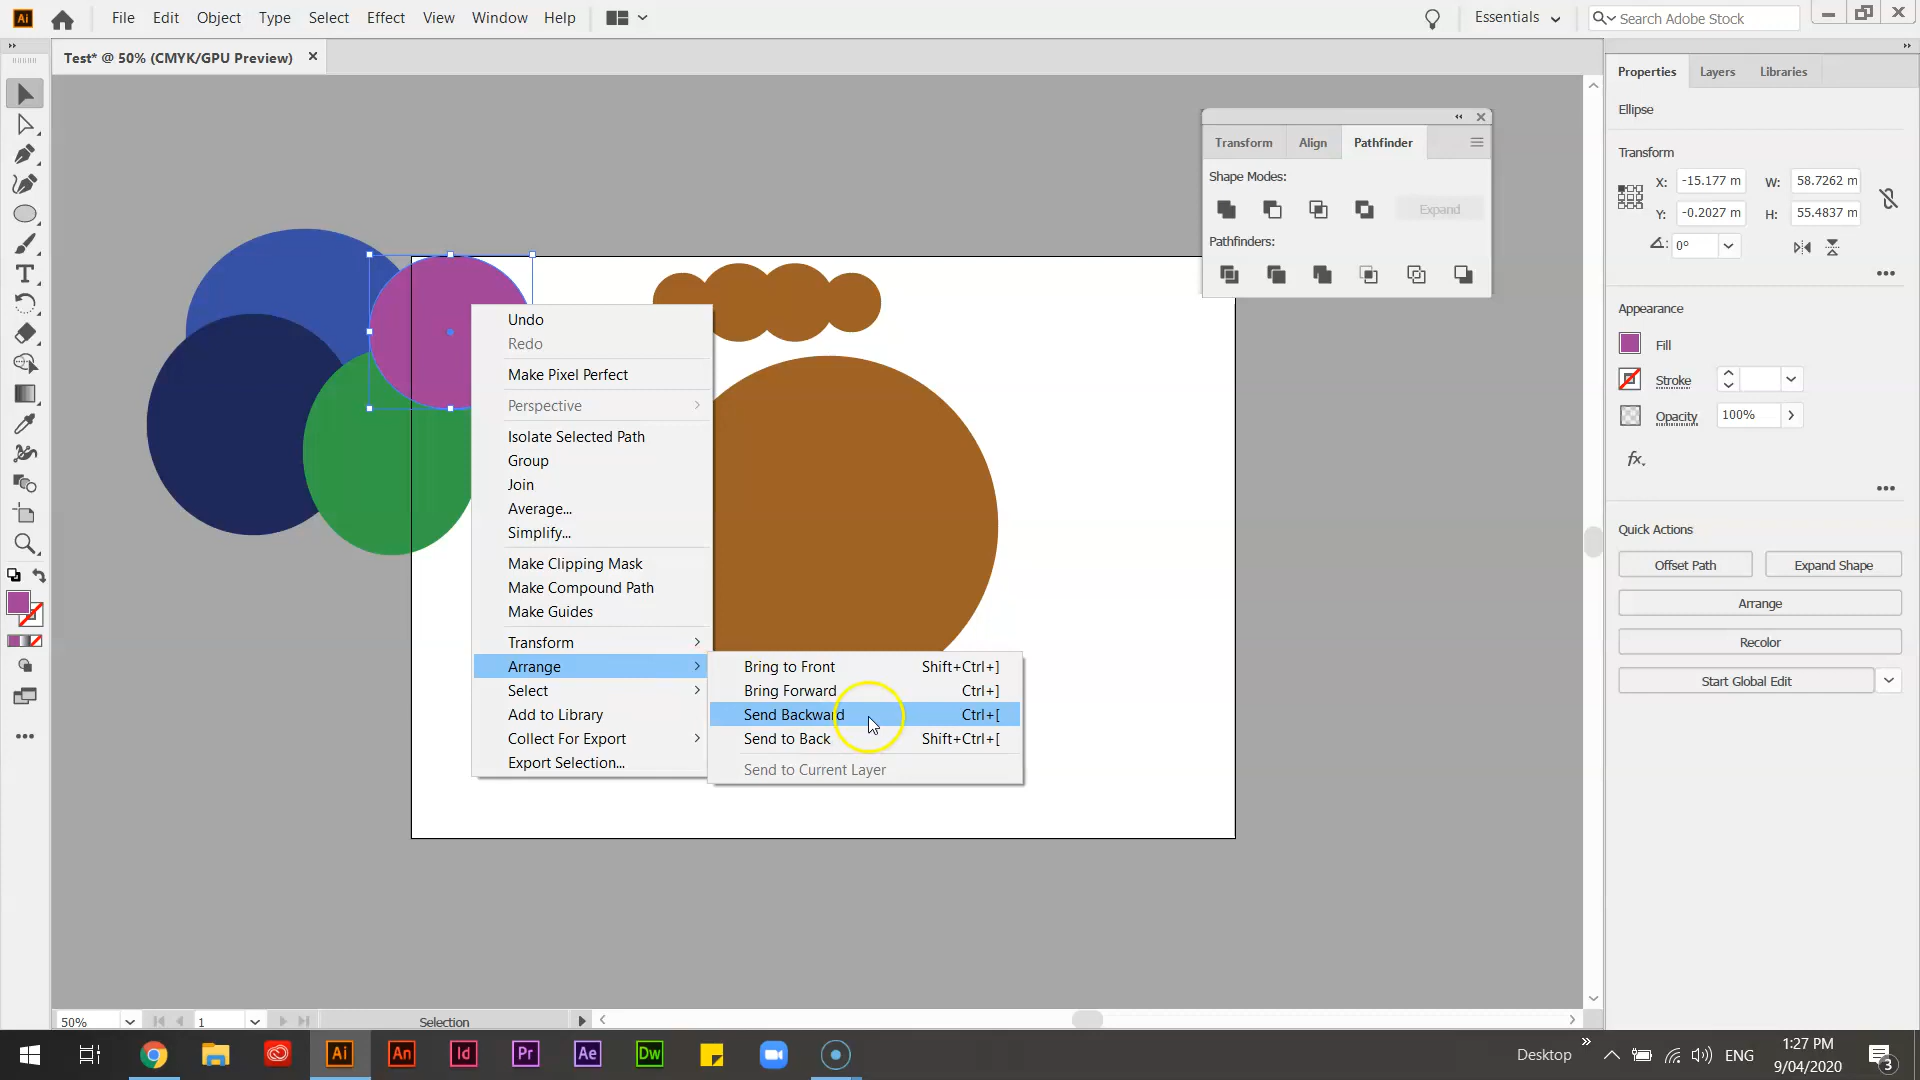 Ai File Edit Object Type Select Effect View Window Help Essentials Search Adobe Stock
Test* @ 50% (CMYK/GPU Preview)
Properties Layers Libraries
Ellipse
Transform
X: -15.177 m W: 58.7262 m
Y: -0.2027 m H: 55.4837 m
0°
Appearance
Fill
Stroke
Opacity 100%
fx.
Quick Actions
Offset Path Expand Shape
Arrange
Recolor
Start Global Edit
Transform Align Pathfinder
Shape Modes:
Expand
Pathfinders:
Undo
Redo
Make Pixel Perfect
Perspective
Isolate Selected Path
Group
Join
Average...
Simplify...
Make Clipping Mask
Make Compound Path
Make Guides
Transform
Arrange
Select
Add to Library
Collect For Export
Export Selection...
Bring to Front Shift+Ctrl+]
Bring Forward Ctrl+]
Send Backward Ctrl+[
Send to Back Shift+Ctrl+[
Send to Current Layer
50% 1 Selection
Ai An Id Pr Ae Dw Desktop ENG
1:27 PM
9/04/2020
3